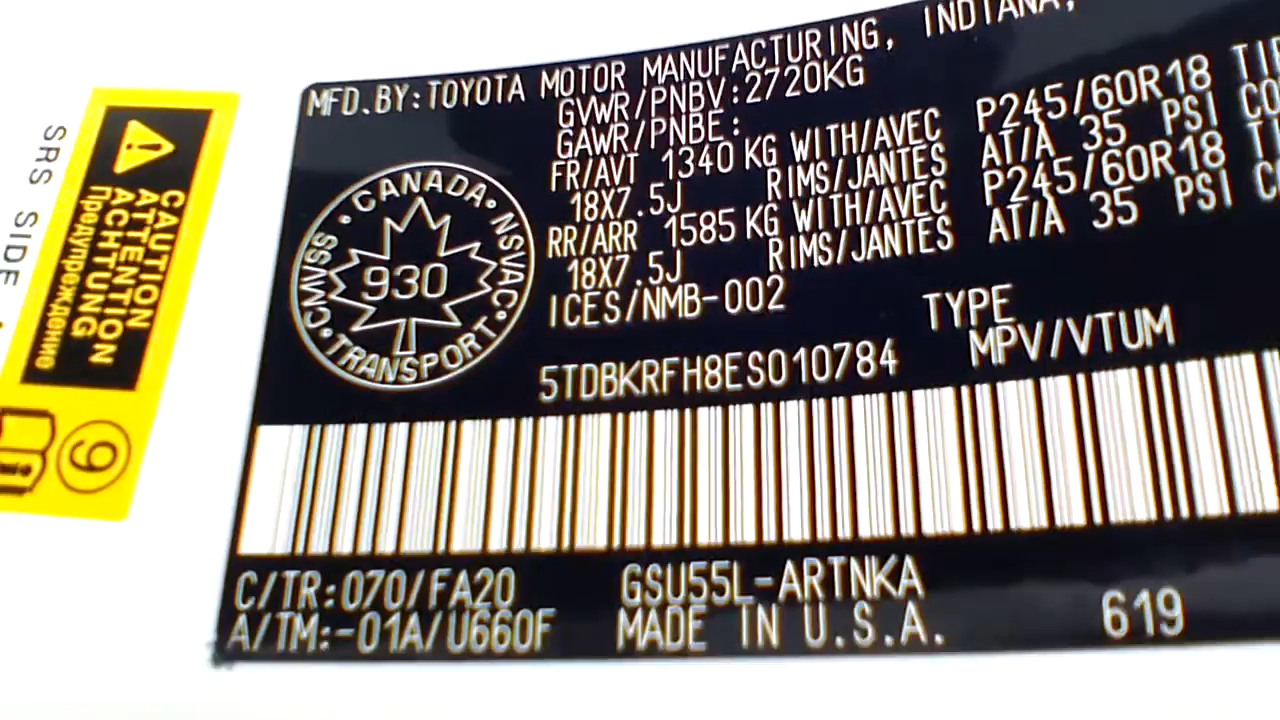 MFD.BY:TOYOTA MOTOR MANUFACTURING, INDIANA,
GVWR/PNBV:2720KG
GAWR/PNBE:
FR/AVT 1340 KG WITH/AVEC P245/60R18
18X7.5J RIMS/JANTES AT/À 35 PSI
RR/ARR 1585 KG WITH/AVEC P245/60R18
18X7.5J RIMS/JANTES AT/À 35 PSI
ICES/NMB-002
CANADA • NSVAC • TRANSPORT • CMVSS •
930
5TDBKRFH8ES010784
TYPE
MPV/VTUM
C/TR:070/FA20 GSU55L-ARTNKA
A/TM:-01A/U660F MADE IN U.S.A.
619
CAUTION
ATTENTION
ACHTUNG
Предупреждение
9
SRS SIDE